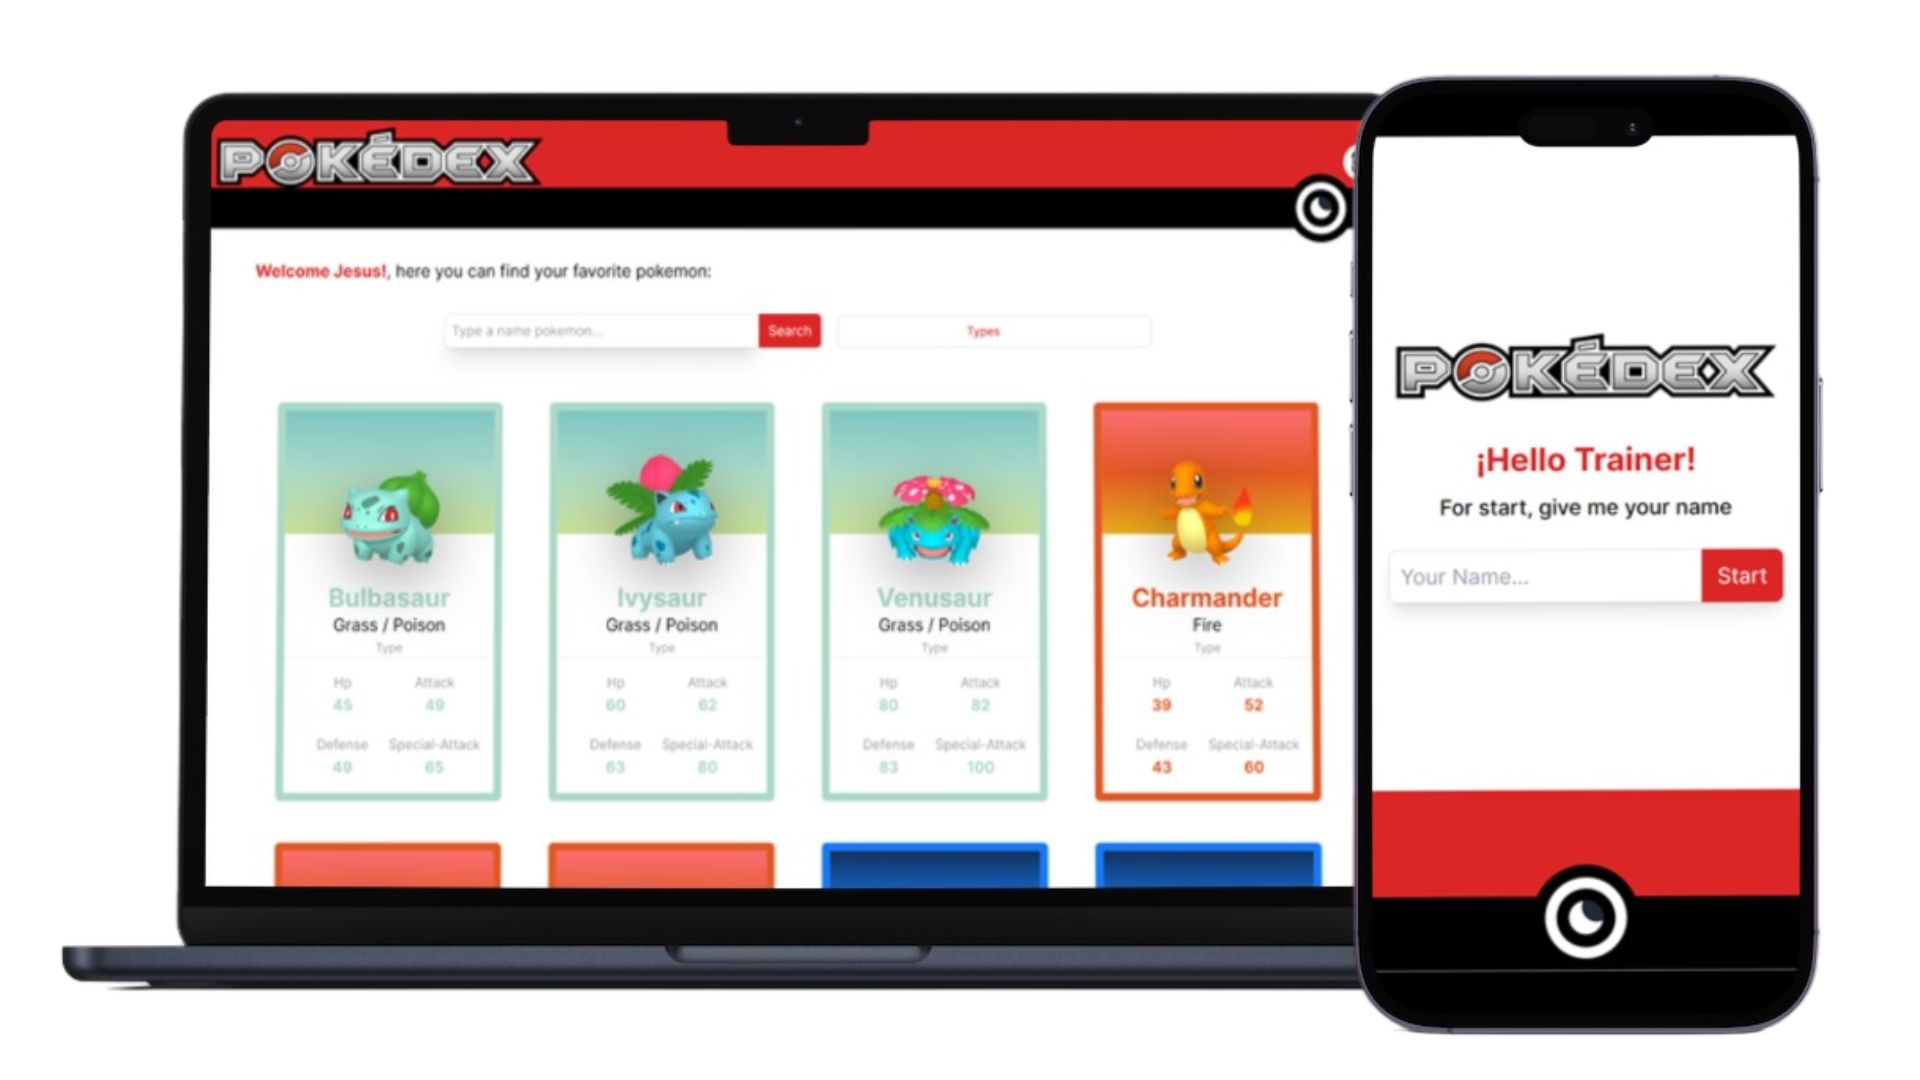 POKÉDEX
Welcome Jesus!, here you can find your favorite pokemon:
Type a name pokemon...
Search
Types
Bulbasaur
Grass / Poison
Type
Hp Attack
45 49
Defense Special-Attack
49 65
Ivysaur
Grass / Poison
Type
Hp Attack
60 62
Defense Special-Attack
63 80
Venusaur
Grass / Poison
Type
Hp Attack
80 82
Defense Special-Attack
83 100
Charmander
Fire
Type
Hp Attack
39 52
Defense Special-Attack
43 60
POKÉDEX
¡Hello Trainer!
For start, give me your name
Your Name...
Start